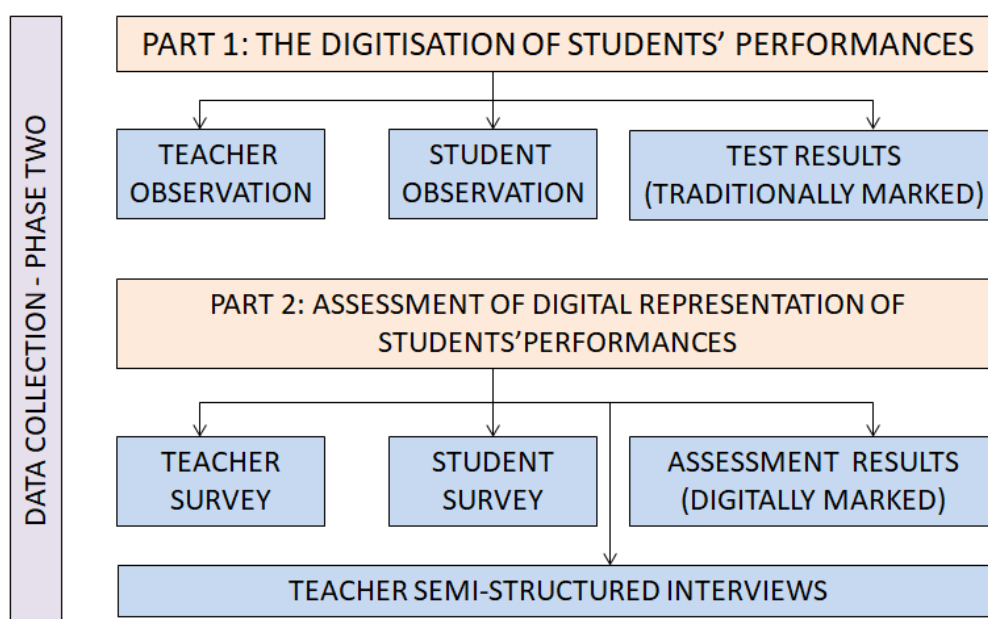 DATA COLLECTION - PHASE TWO
PART 1: THE DIGITISATION OF STUDENTS’ PERFORMANCES
TEACHER
OBSERVATION
STUDENT
OBSERVATION
TEST RESULTS
(TRADITIONALLY MARKED)
PART 2: ASSESSMENT OF DIGITAL REPRESENTATION OF
STUDENTS’PERFORMANCES
TEACHER
SURVEY
STUDENT
SURVEY
ASSESSMENT RESULTS
(DIGITALLY MARKED)
TEACHER SEMI-STRUCTURED INTERVIEWS